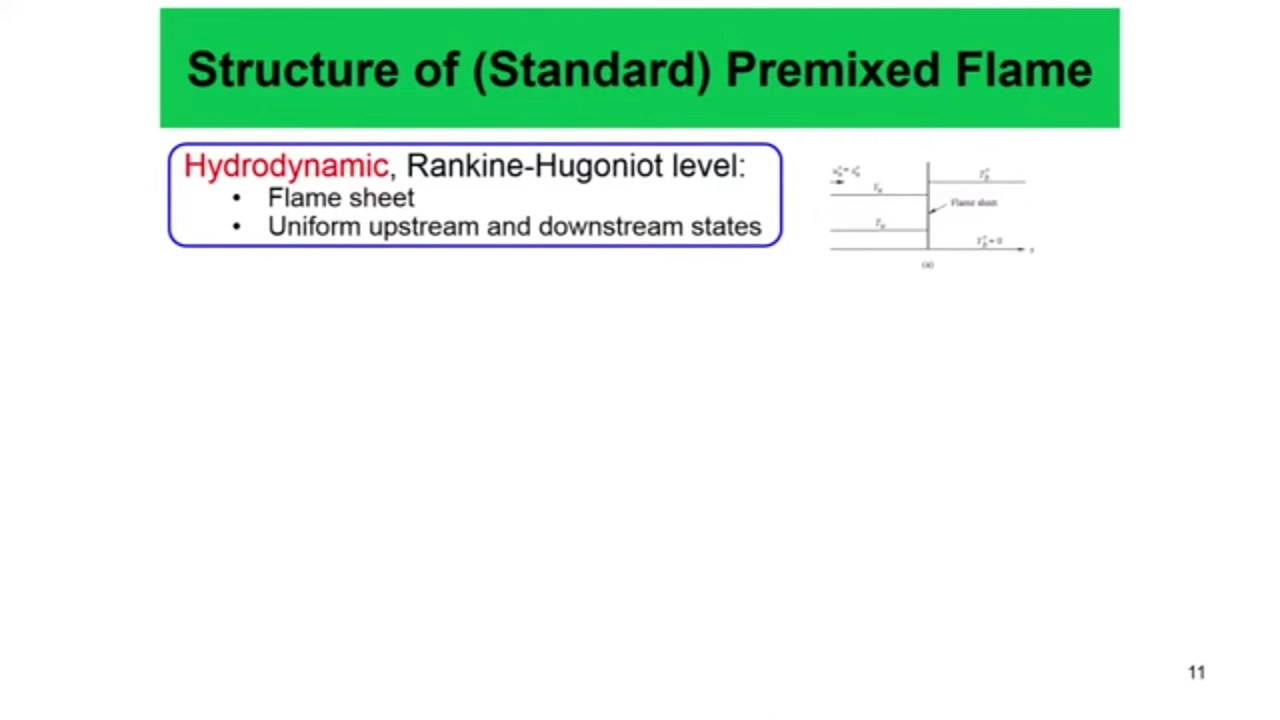 Structure of (Standard) Premixed Flame
Hydrodynamic, Rankine-Hugoniot level:
• Flame sheet
• Uniform upstream and downstream states
Flame sheet
(a)
11